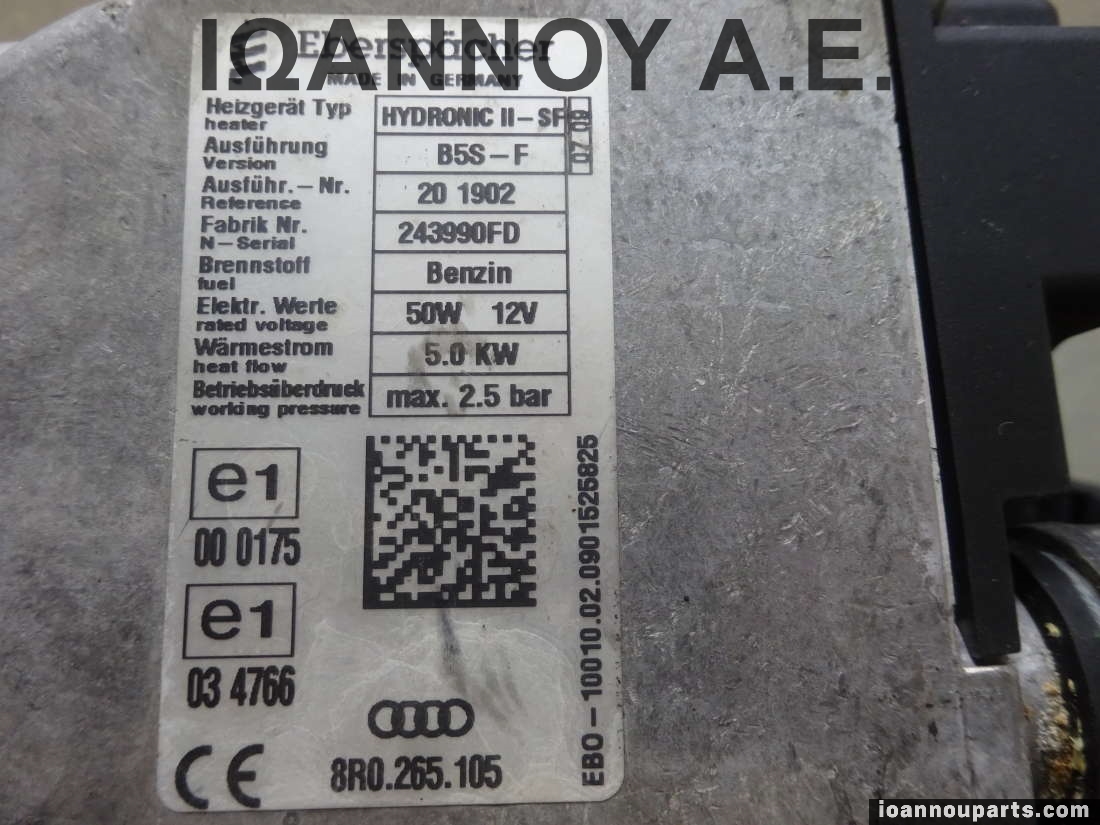 ΙΩΑΝΝΟΥ Α.Ε.
Eberspächer
MADE IN GERMANY
Heizgerät Typ
heater
HYDRONIC II - SF
07 09
Ausführung
Version
B5S - F
Ausführ. - Nr.
Reference
20 1902
Fabrik Nr.
N - Serial
243990FD
Brennstoff
fuel
Benzin
Elektr. Werte
rated voltage
50W 12V
Wärmestrom
heat flow
5.0 KW
Betriebsüberdruck
working pressure
max. 2.5 bar
e1
00 0175
e1
03 4766
CE
8R0.265.105
EBO - 10010.02.0901525825
ioannouparts.com